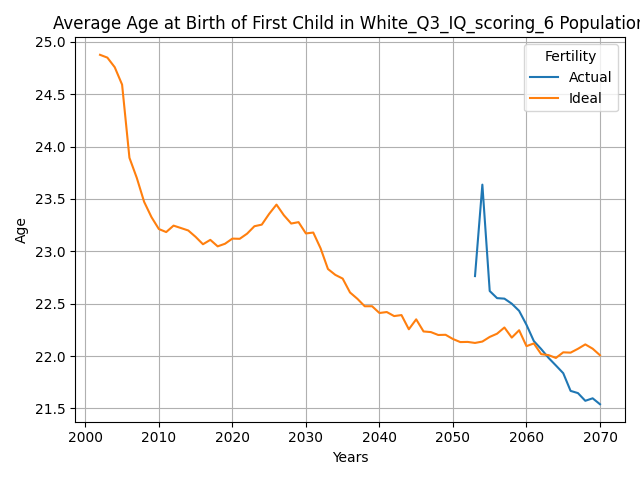 Average Age at Birth of First Child in White_Q3_IQ_scoring_6 Population
Fertility
Actual
Ideal
Age
25.0
24.5
24.0
23.5
23.0
22.5
22.0
21.5
2000 2010 2020 2030 2040 2050 2060 2070
Years